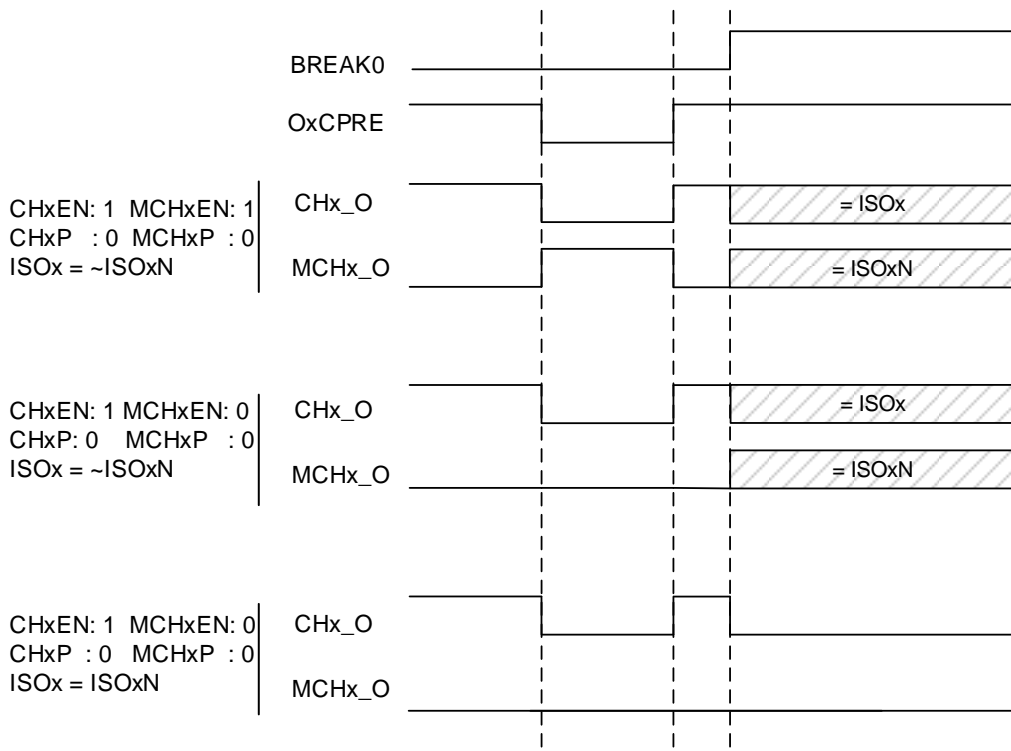 BREAK0
OxCPRE
CHxEN: 1 MCHxEN: 1
CHxP : 0 MCHxP : 0
ISOx = ~ISOxN
CHx_O
= ISOx
MCHx_O
= ISOxN
CHxEN: 1 MCHxEN: 0
CHxP: 0 MCHxP : 0
ISOx = ~ISOxN
CHx_O
= ISOx
MCHx_O
= ISOxN
CHxEN: 1 MCHxEN: 0
CHxP : 0 MCHxP : 0
ISOx = ISOxN
CHx_O
MCHx_O